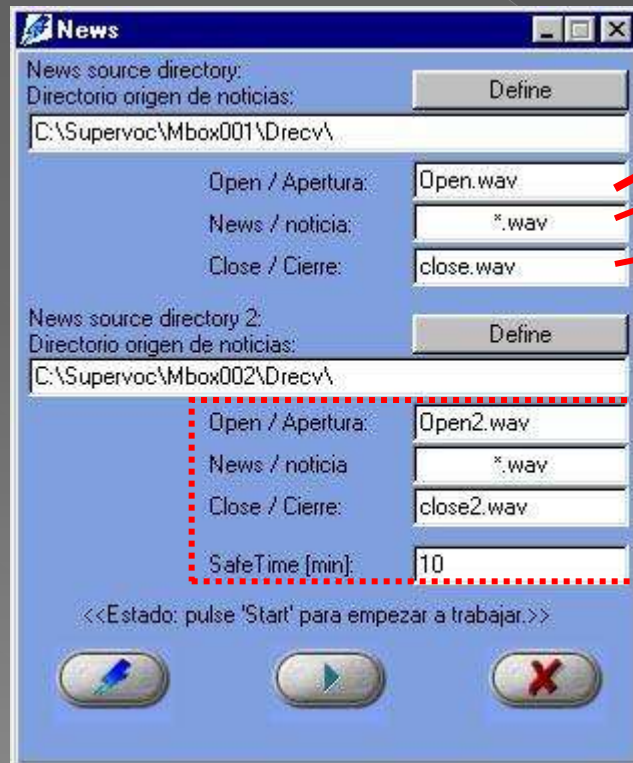 News
News source directory:
Directorio origen de noticias:
Define
C:\Supervoc\Mbox001\Drecv\
Open / Apertura: Open.wav
News / noticia: *.wav
Close / Cierre: close.wav
News source directory 2:
Directorio origen de noticias:
Define
C:\Supervoc\Mbox002\Drecv\
Open / Apertura: Open2.wav
News / noticia *.wav
Close / Cierre: close2.wav
SafeTime [min]: 10
<<Estado: pulse 'Start' para empezar a trabajar.>>